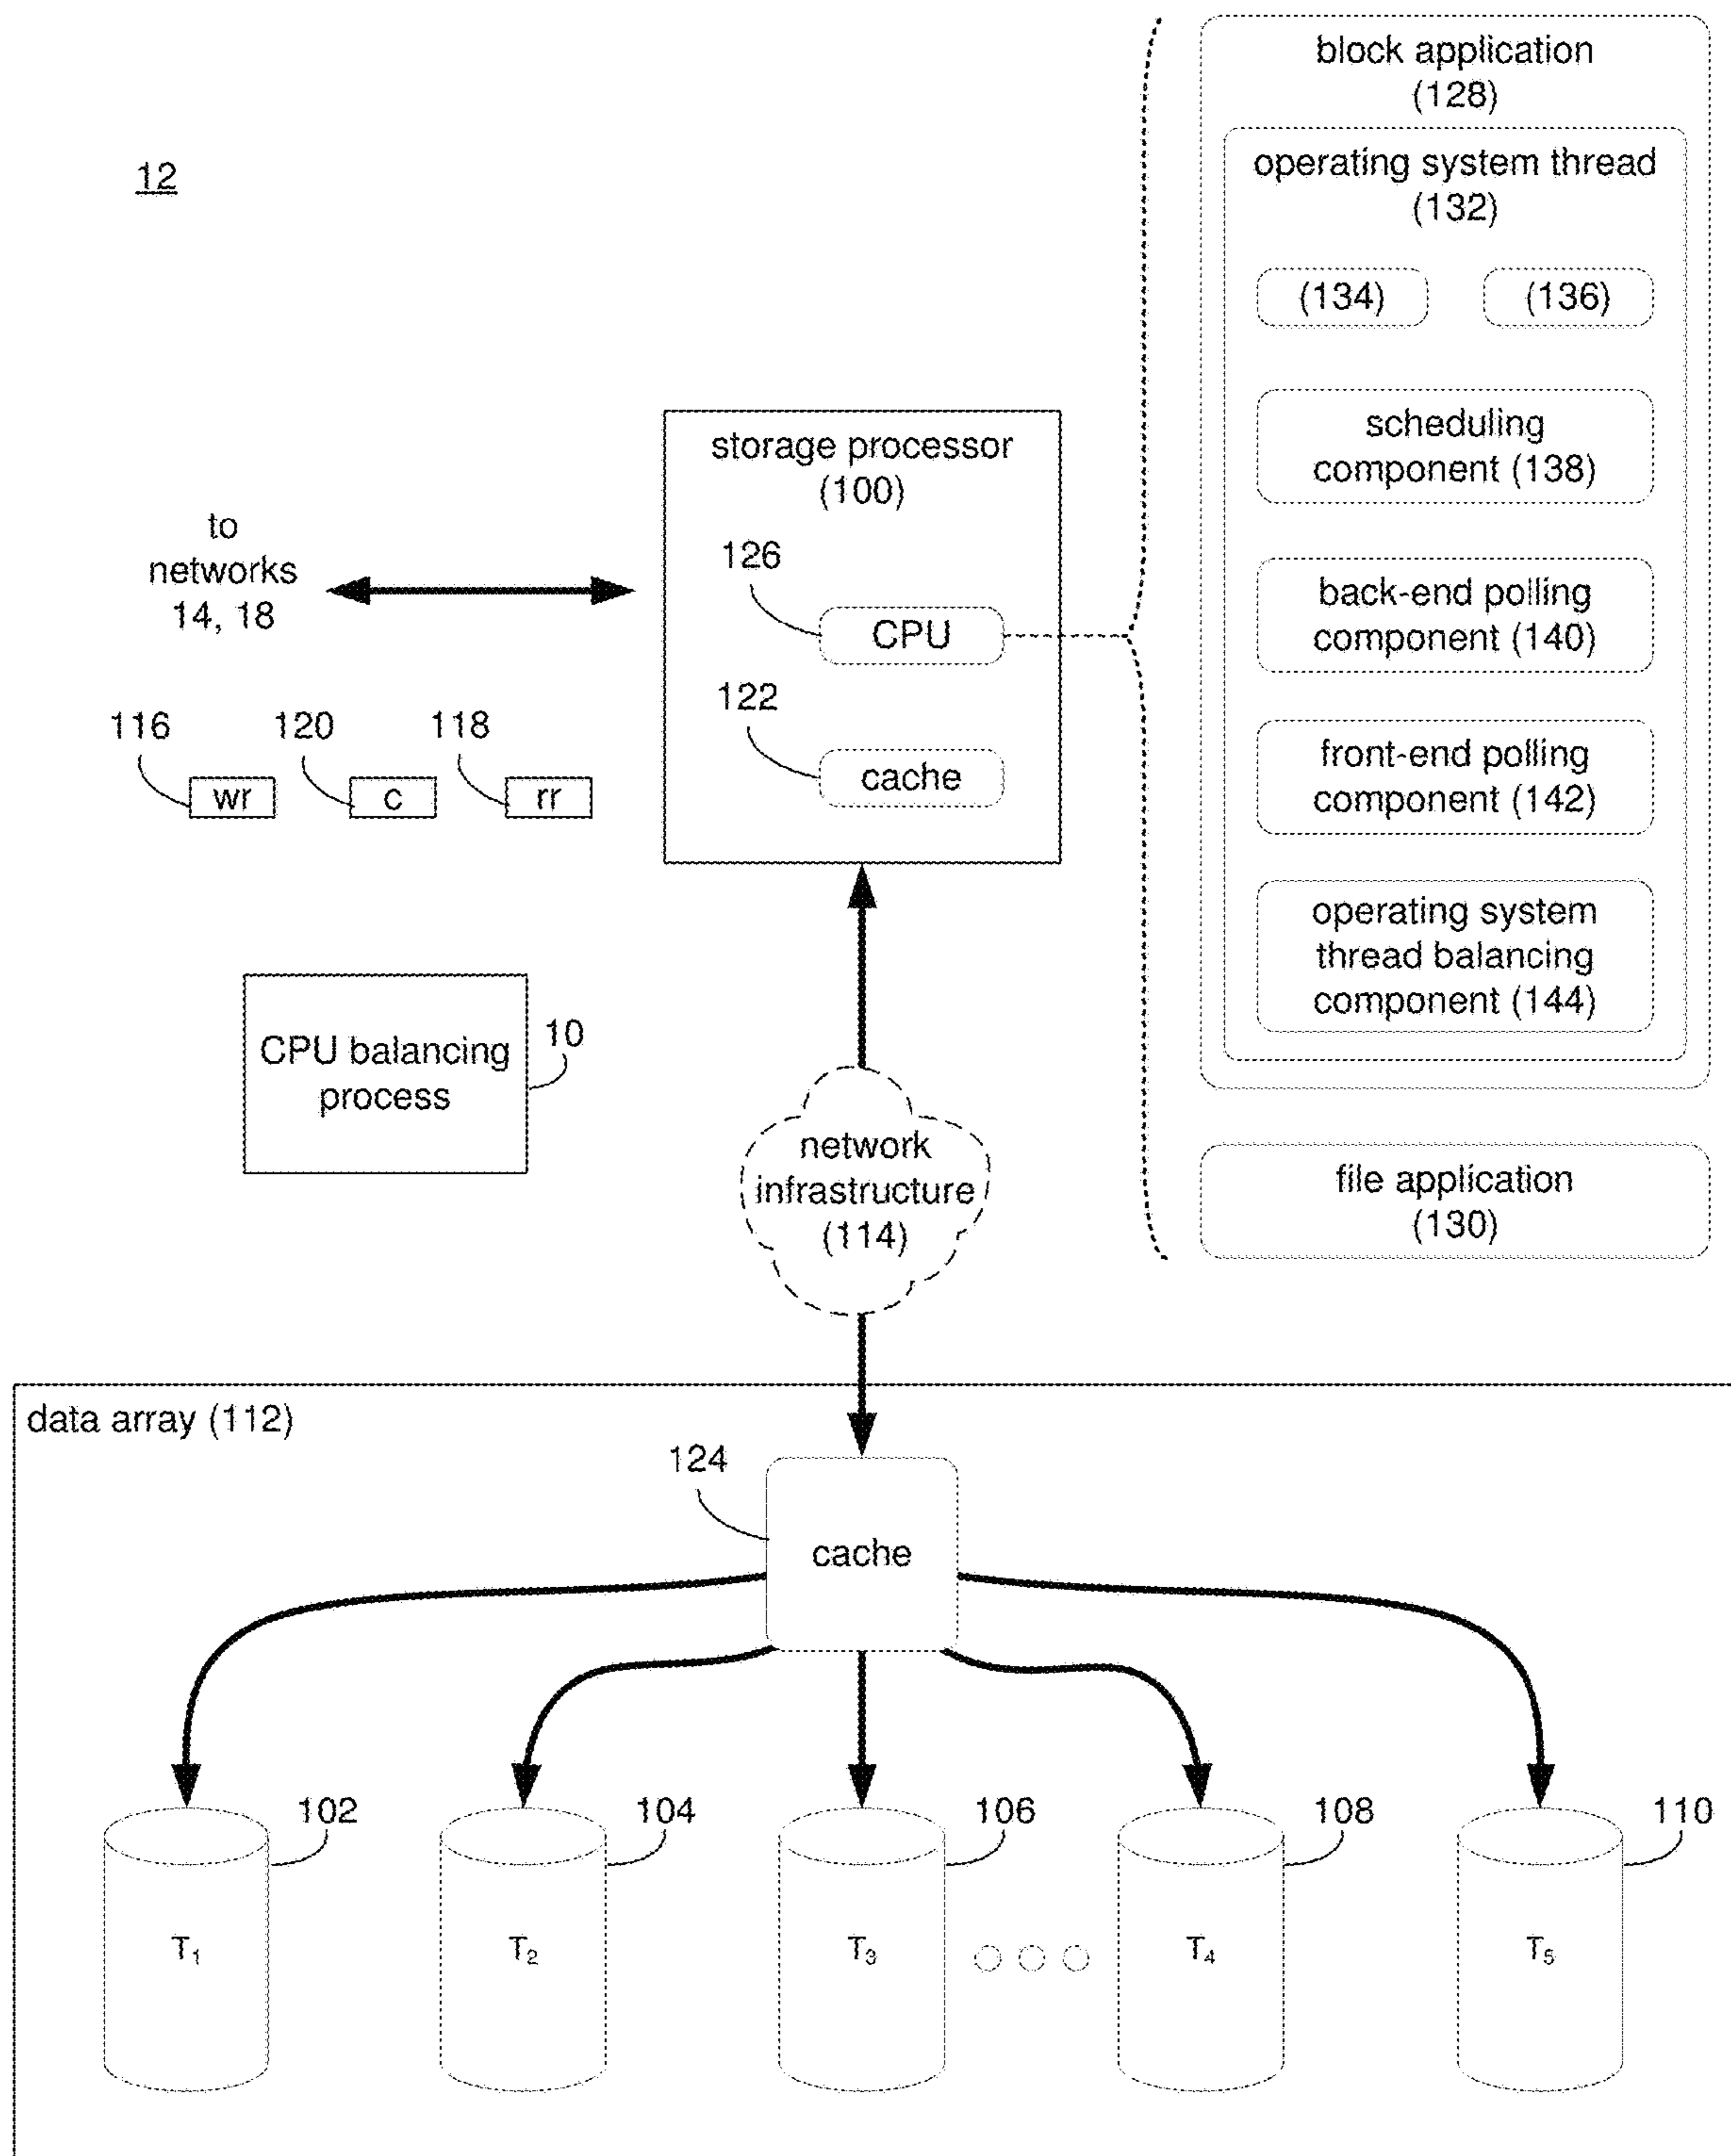 12
to
networks
14, 18
116
wr
120
c
118
rr
storage processor
(100)
126
CPU
122
cache
block application
(128)
operating system thread
(132)
(134)
(136)
scheduling
component (138)
back-end polling
component (140)
front-end polling
component (142)
operating system
thread balancing
component (144)
file application
(130)
CPU balancing
process
10
network
infrastructure
(114)
data array (112)
124
cache
102
T1
104
T2
106
T3
108
T4
110
T5